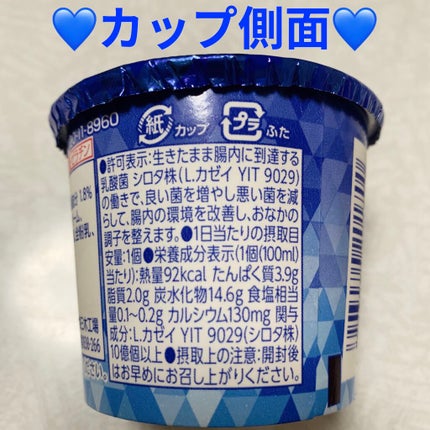 💙カップ側面💙
1-8960
紙 カップ
プラ ふた
●許可表示:生きたまま腸内に到達する
乳酸菌 シロタ株(L.カゼイ YIT 9029)
の働きで、良い菌を増やし悪い菌を減
らして、腸内の環境を改善し、おなかの
調子を整えます。●1日当たりの摂取目
安量:1個●栄養成分表示(1個(100ml)
当たり):熱量92kcal たんぱく質3.9g
脂質2.0g 炭水化物14.6g 食塩相当
量0.1~0.2g カルシウム130mg 関与
成分:L.カゼイ YIT 9029(シロタ株)
10億個以上●摂取上の注意:開封後
はお早めにお召し上がりください。
1.8%
ーム、
工場